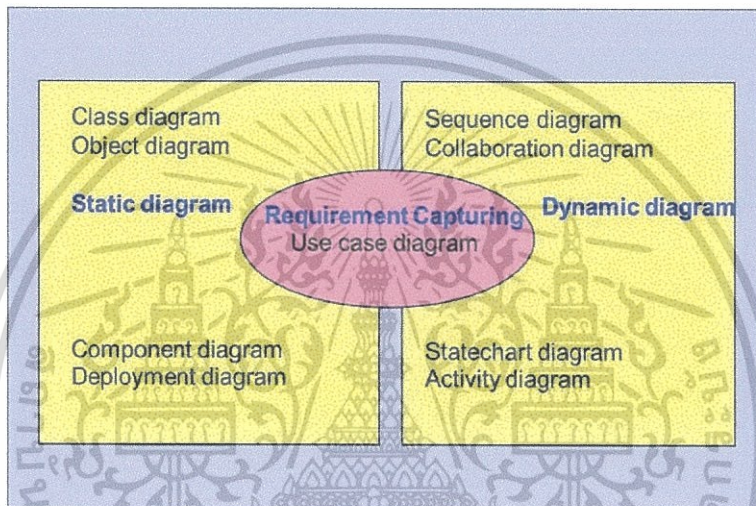 Class diagram
Object diagram
Static diagram
Component diagram
Deployment diagram
Requirement Capturing
Use case diagram
Sequence diagram
Collaboration diagram
Dynamic diagram
Statechart diagram
Activity diagram